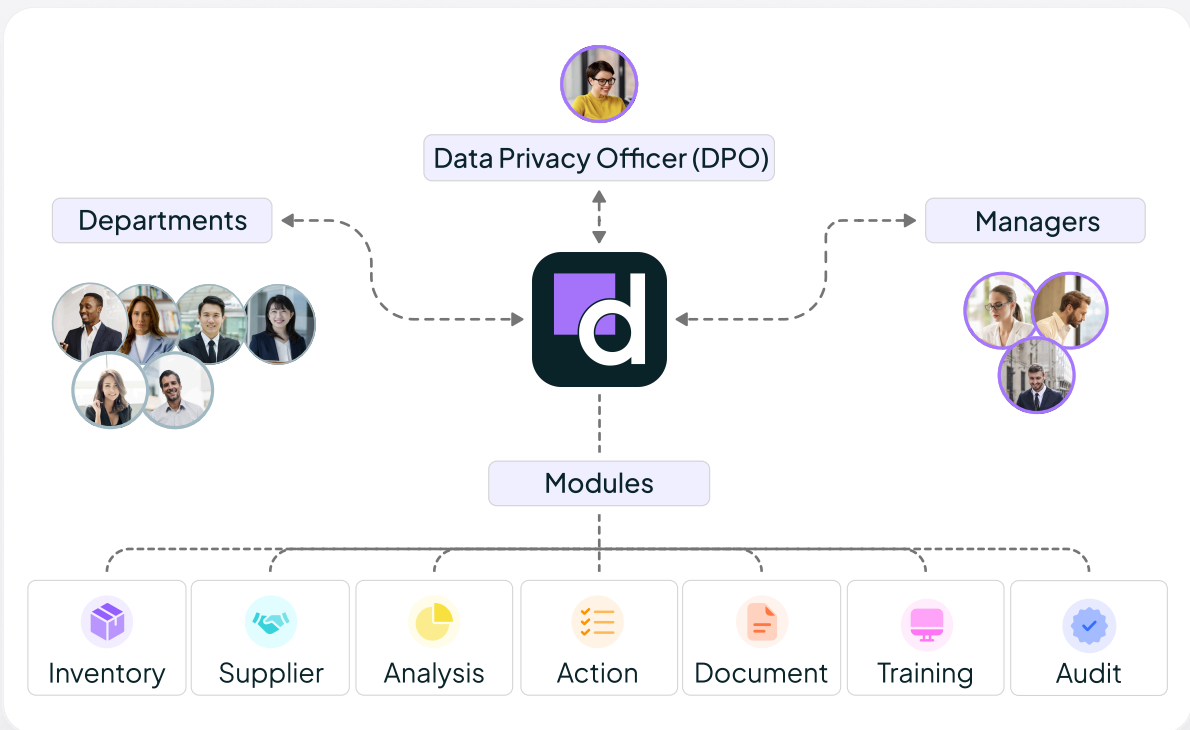 Data Privacy Officer (DPO)
Departments
Managers
d
Modules
Inventory
Supplier
Analysis
Action
Document
Training
Audit